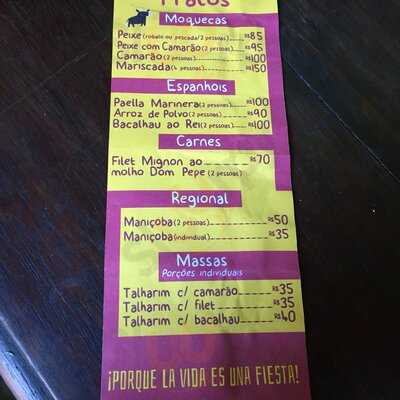 Pratos
Moquecas
Peixe (robalo ou pescada/2 pessoas) R$85
Peixe com Camarão (2 pessoas) R$95
Camarão (2 pessoas) R$100
Mariscada (4 pessoas) R$150
Espanhois
Paella Marinera (2 pessoas) R$100
Arroz de Polvo (2 pessoas) R$90
Bacalhau ao Rei (2 pessoas) R$100
Carnes
Filet Mignon ao R$70
molho Dom Pepe (2 pessoas)
Regional
Maniçoba (2 pessoas) R$50
Maniçoba (individual) R$35
Massas
Porções individuais
Talharim c/ camarão R$35
Talharim c/ filet R$35
Talharim c/ bacalhau R$40
¡PORQUE LA VIDA ES UNA FIESTA!